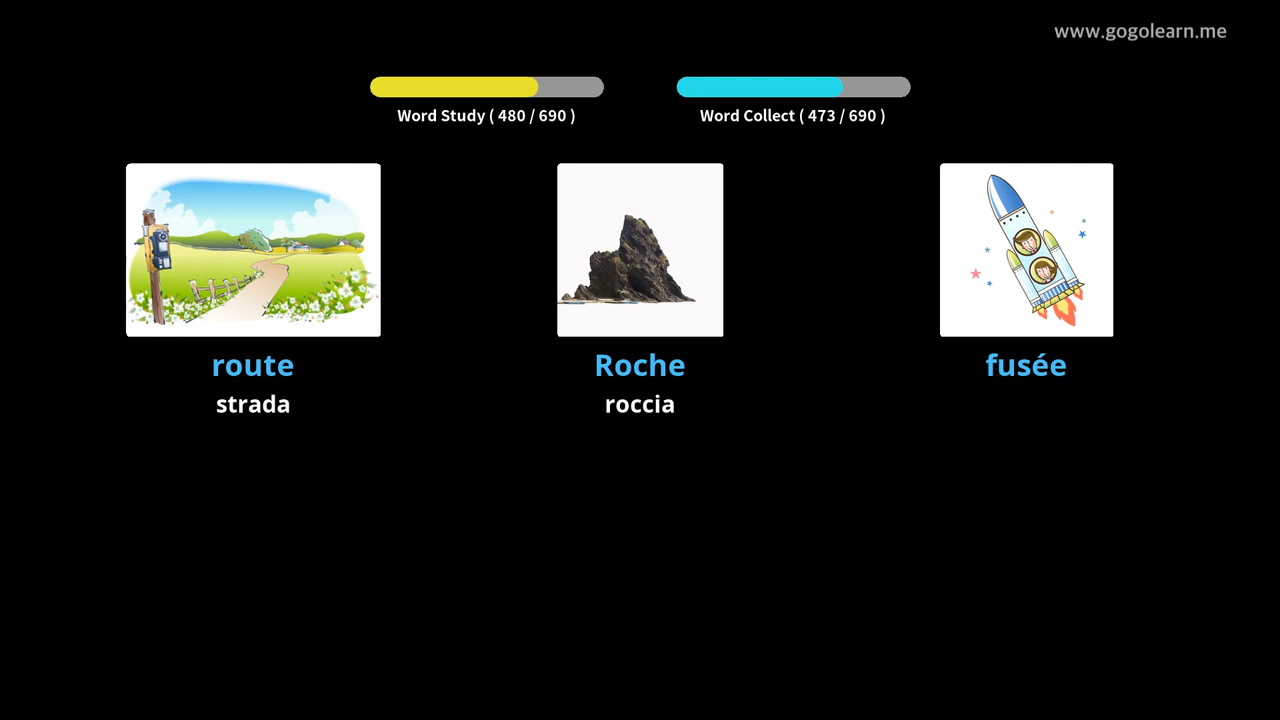 www.gogolearn.me
Word Study ( 480 / 690 )
Word Collect ( 473 / 690 )
route
Roche
fusée
strada
roccia